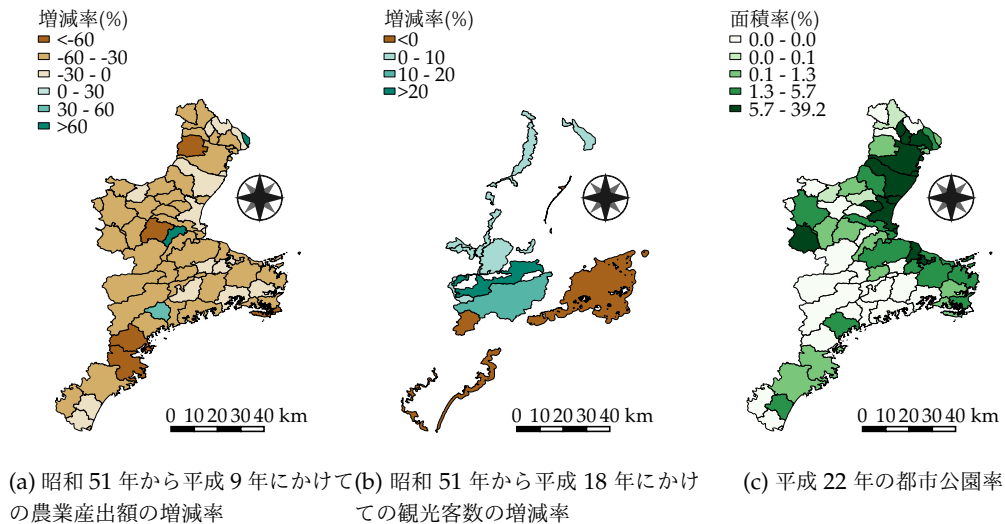 増減率(%)
<-60
-60 - -30
-30 - 0
0 - 30
30 - 60
>60
0 10 20 30 40 km
(a) 昭和 51 年から平成 9 年にかけて
の農業産出額の増減率
増減率(%)
<0
0 - 10
10 - 20
>20
0 10 20 30 40 km
(b) 昭和 51 年から平成 18 年にかけ
ての観光客数の増減率
面積率(%)
0.0 - 0.0
0.0 - 0.1
0.1 - 1.3
1.3 - 5.7
5.7 - 39.2
0 10 20 30 40 km
(c) 平成 22 年の都市公園率